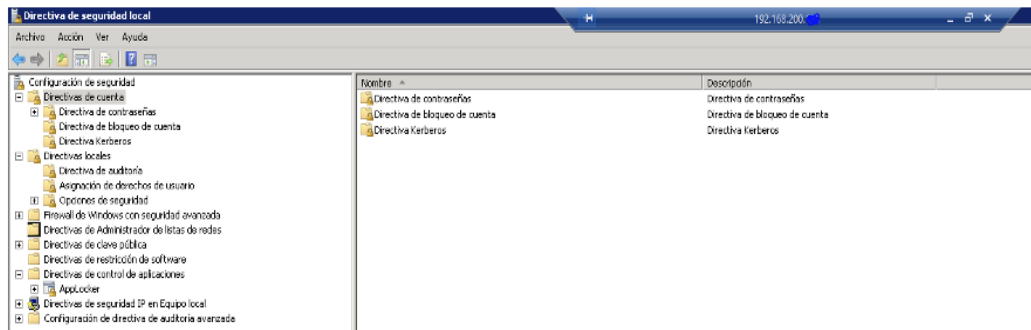 Directiva de seguridad local
192.168.200.
Archivo Acción Ver Ayuda
Configuración de seguridad
Directivas de cuenta
Directiva de contraseñas
Directiva de bloqueo de cuenta
Directiva Kerberos
Directivas locales
Directiva de auditoría
Asignación de derechos de usuario
Opciones de seguridad
Firewall de Windows con seguridad avanzada
Directivas de Administrador de listas de redes
Directivas de clave pública
Directivas de restricción de software
Directivas de control de aplicaciones
AppLocker
Directivas de seguridad IP en Equipo local
Configuración de directiva de auditoría avanzada
Nombre Descripción
Directiva de contraseñas Directiva de contraseñas
Directiva de bloqueo de cuenta Directiva de bloqueo de cuenta
Directiva Kerberos Directiva Kerberos